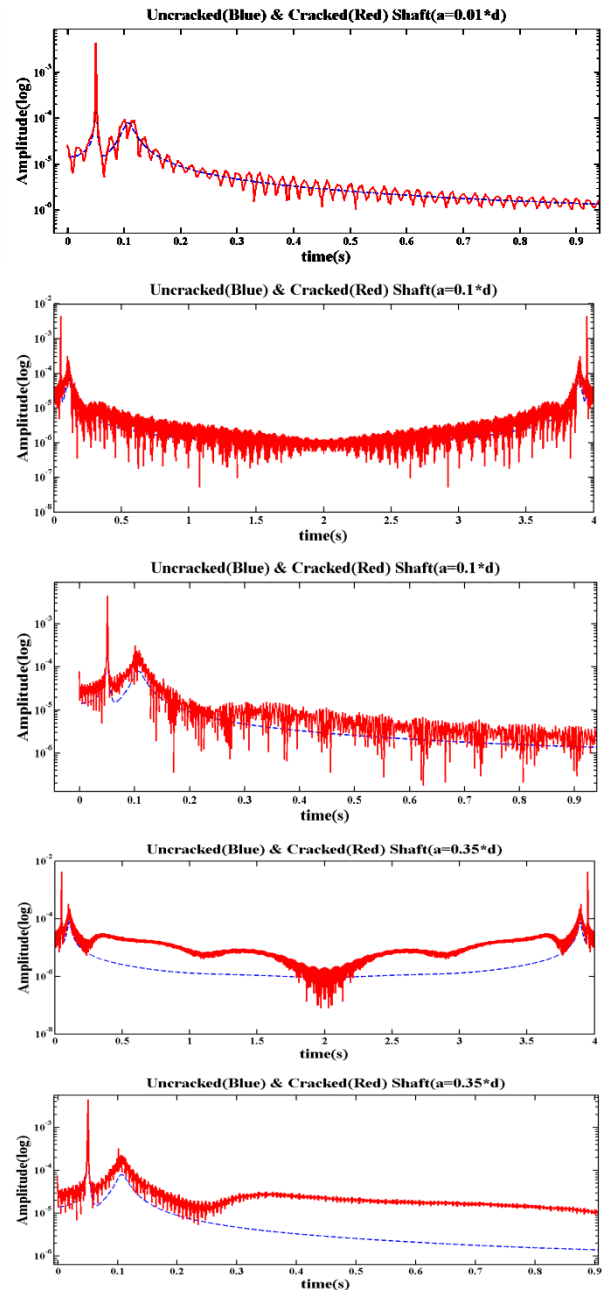 Uncracked(Blue) & Cracked(Red) Shaft(a=0.01*d)
Amplitude(log)
10^-3
10^-4
10^-5
10^-6
0 0.1 0.2 0.3 0.4 0.5 0.6 0.7 0.8 0.9
time(s)
Uncracked(Blue) & Cracked(Red) Shaft(a=0.1*d)
Amplitude(log)
10^-2
10^-3
10^-4
10^-5
10^-6
10^-7
10^-8
0 0.5 1 1.5 2 2.5 3 3.5 4
time(s)
Uncracked(Blue) & Cracked(Red) Shaft(a=0.1*d)
Amplitude(log)
10^-3
10^-4
10^-5
10^-6
0 0.1 0.2 0.3 0.4 0.5 0.6 0.7 0.8 0.9
time(s)
Uncracked(Blue) & Cracked(Red) Shaft(a=0.35*d)
Amplitude(log)
10^-2
10^-4
10^-6
10^-8
0 0.5 1 1.5 2 2.5 3 3.5 4
time(s)
Uncracked(Blue) & Cracked(Red) Shaft(a=0.35*d)
Amplitude(log)
10^-3
10^-4
10^-5
10^-6
0 0.1 0.2 0.3 0.4 0.5 0.6 0.7 0.8 0.9
time(s)